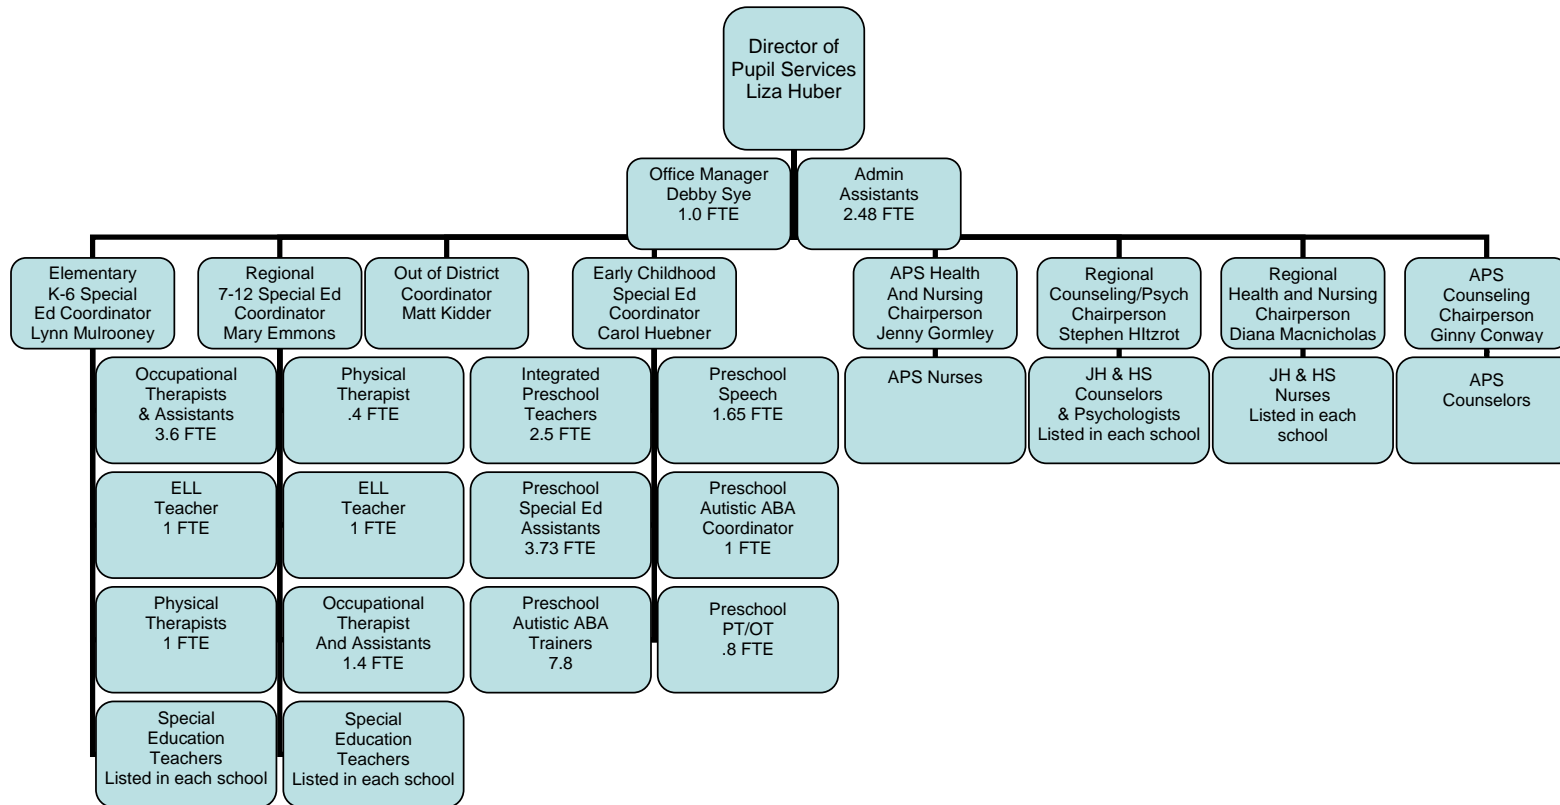 Director of
Pupil Services
Liza Huber
Office Manager
Debby Sye
1.0 FTE
Admin
Assistants
2.48 FTE
Elementary
K-6 Special
Ed Coordinator
Lynn Mulrooney
Regional
7-12 Special Ed
Coordinator
Mary Emmons
Out of District
Coordinator
Matt Kidder
Early Childhood
Special Ed
Coordinator
Carol Huebner
APS Health
And Nursing
Chairperson
Jenny Gormley
Regional
Counseling/Psych
Chairperson
Stephen HItzrot
Regional
Health and Nursing
Chairperson
Diana Macnicholas
APS
Counseling
Chairperson
Ginny Conway
Occupational
Therapists
& Assistants
3.6 FTE
Physical
Therapist
.4 FTE
Integrated
Preschool
Teachers
2.5 FTE
Preschool
Speech
1.65 FTE
APS Nurses
JH & HS
Counselors
& Psychologists
Listed in each school
JH & HS
Nurses
Listed in each
school
APS
Counselors
ELL
Teacher
1 FTE
ELL
Teacher
1 FTE
Preschool
Special Ed
Assistants
3.73 FTE
Preschool
Autistic ABA
Coordinator
1 FTE
Physical
Therapists
1 FTE
Occupational
Therapist
And Assistants
1.4 FTE
Preschool
Autistic ABA
Trainers
7.8
Preschool
PT/OT
.8 FTE
Special
Education
Teachers
Listed in each school
Special
Education
Teachers
Listed in each school